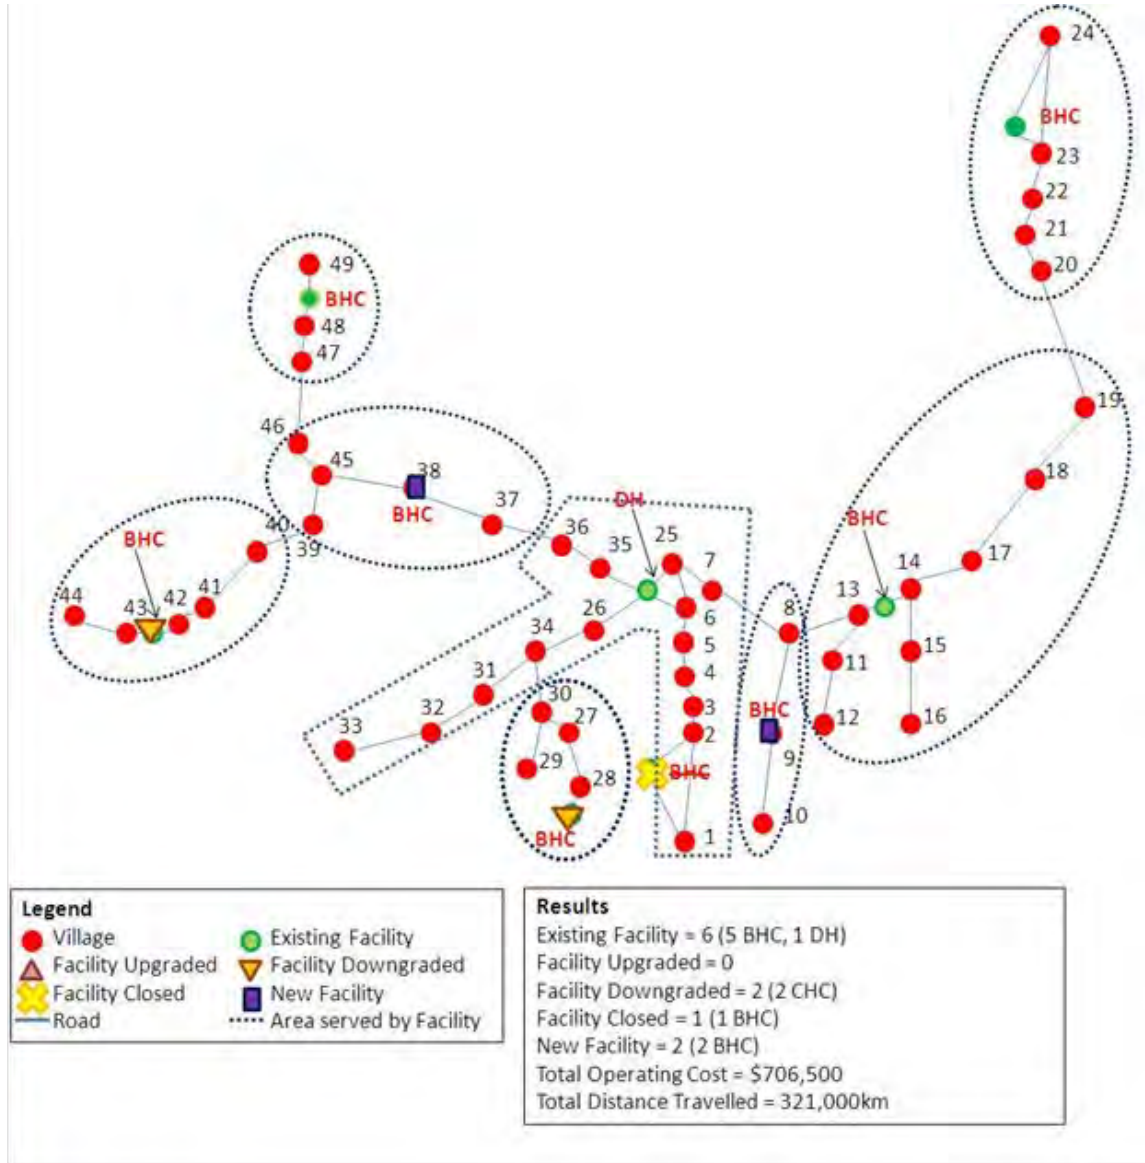 24
BHC
23
22
21
20
49
BHC
48
47
19
46
45
38
18
BHC
37
DH
25
BHC
40
39
36
35
7
17
BHC
14
13
44
43
42
41
26
6
8
34
5
15
11
31
4
30
3
BHC
33
32
27
2
12
16
29
9
28
BHC
BHC
1
10
Legend
Village
Existing Facility
Facility Upgraded
Facility Downgraded
Facility Closed
New Facility
Road
Area served by Facility
Results
Existing Facility = 6 (5 BHC, 1 DH)
Facility Upgraded = 0
Facility Downgraded = 2 (2 CHC)
Facility Closed = 1 (1 BHC)
New Facility = 2 (2 BHC)
Total Operating Cost = $706,500
Total Distance Travelled = 321,000km